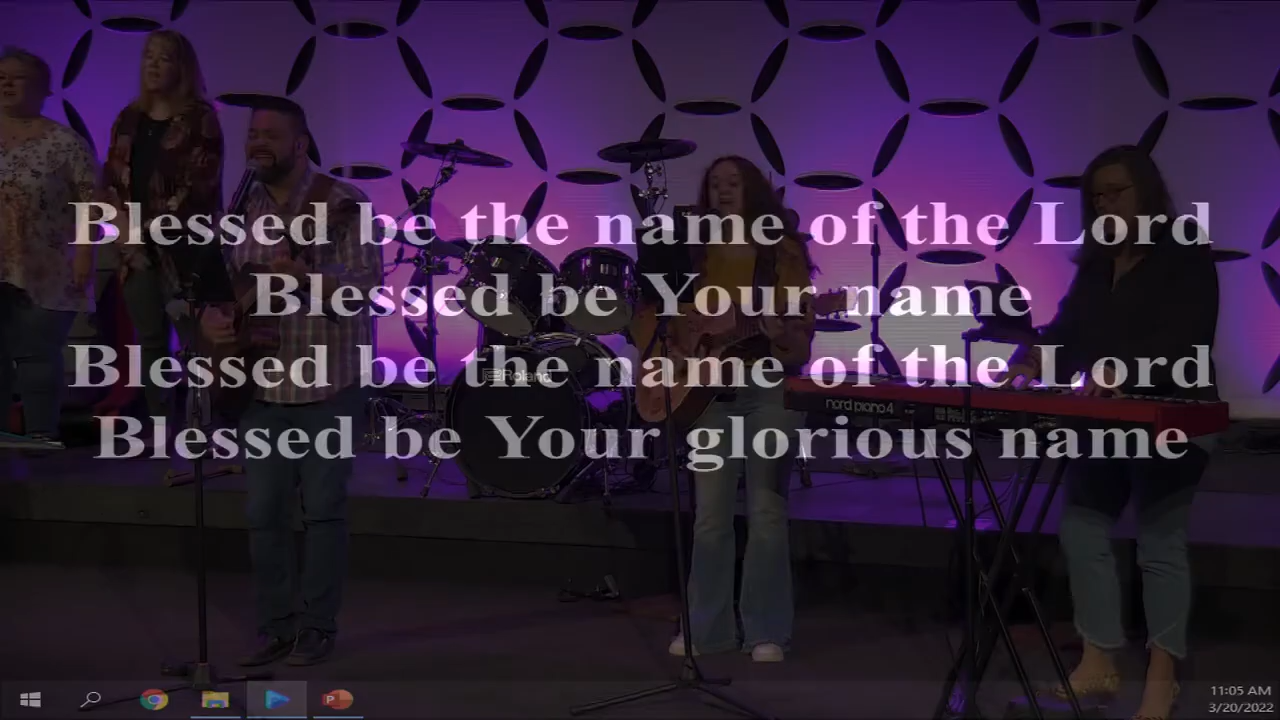 Blessed be the name of the Lord
Blessed be Your name
Blessed be the name of the Lord
Blessed be Your glorious name
Roland
nord piano 4
P
11:05 AM
3/20/2022